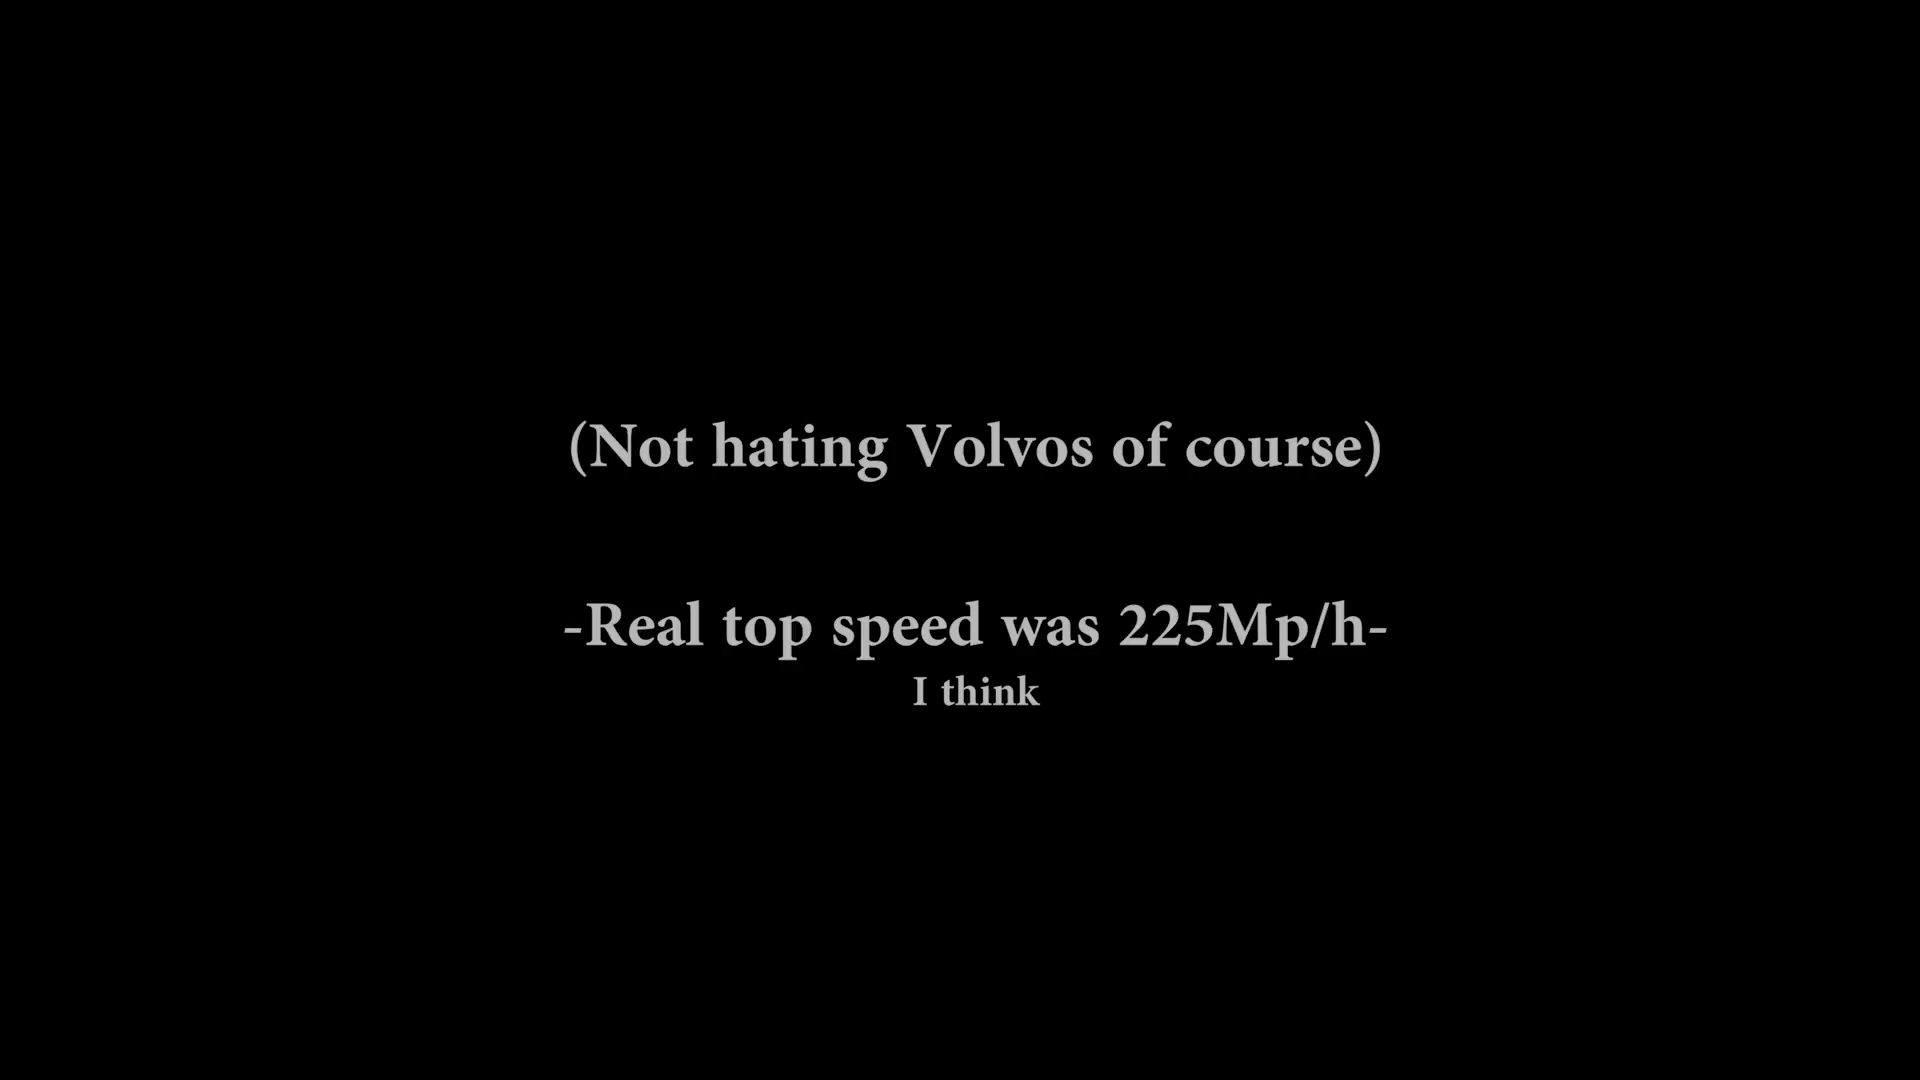 (Not hating Volvos of course)
-Real top speed was 225Mp/h-
I think